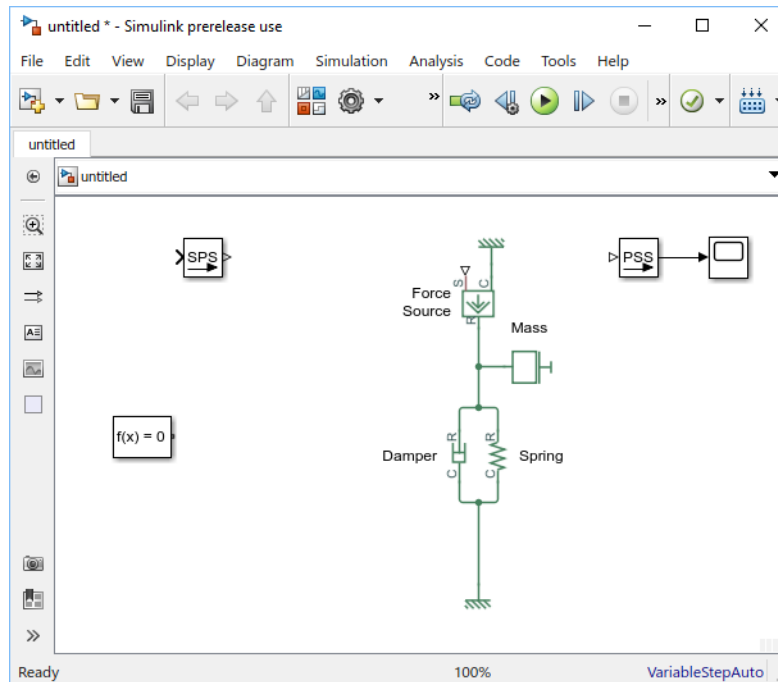 untitled * - Simulink prerelease use
File Edit View Display Diagram Simulation Analysis Code Tools Help
» »
untitled
untitled
SPS
PSS
S C
Force
Source
R
Mass
f(x) = 0
R R
Damper Spring
C C
Ready 100% VariableStepAuto